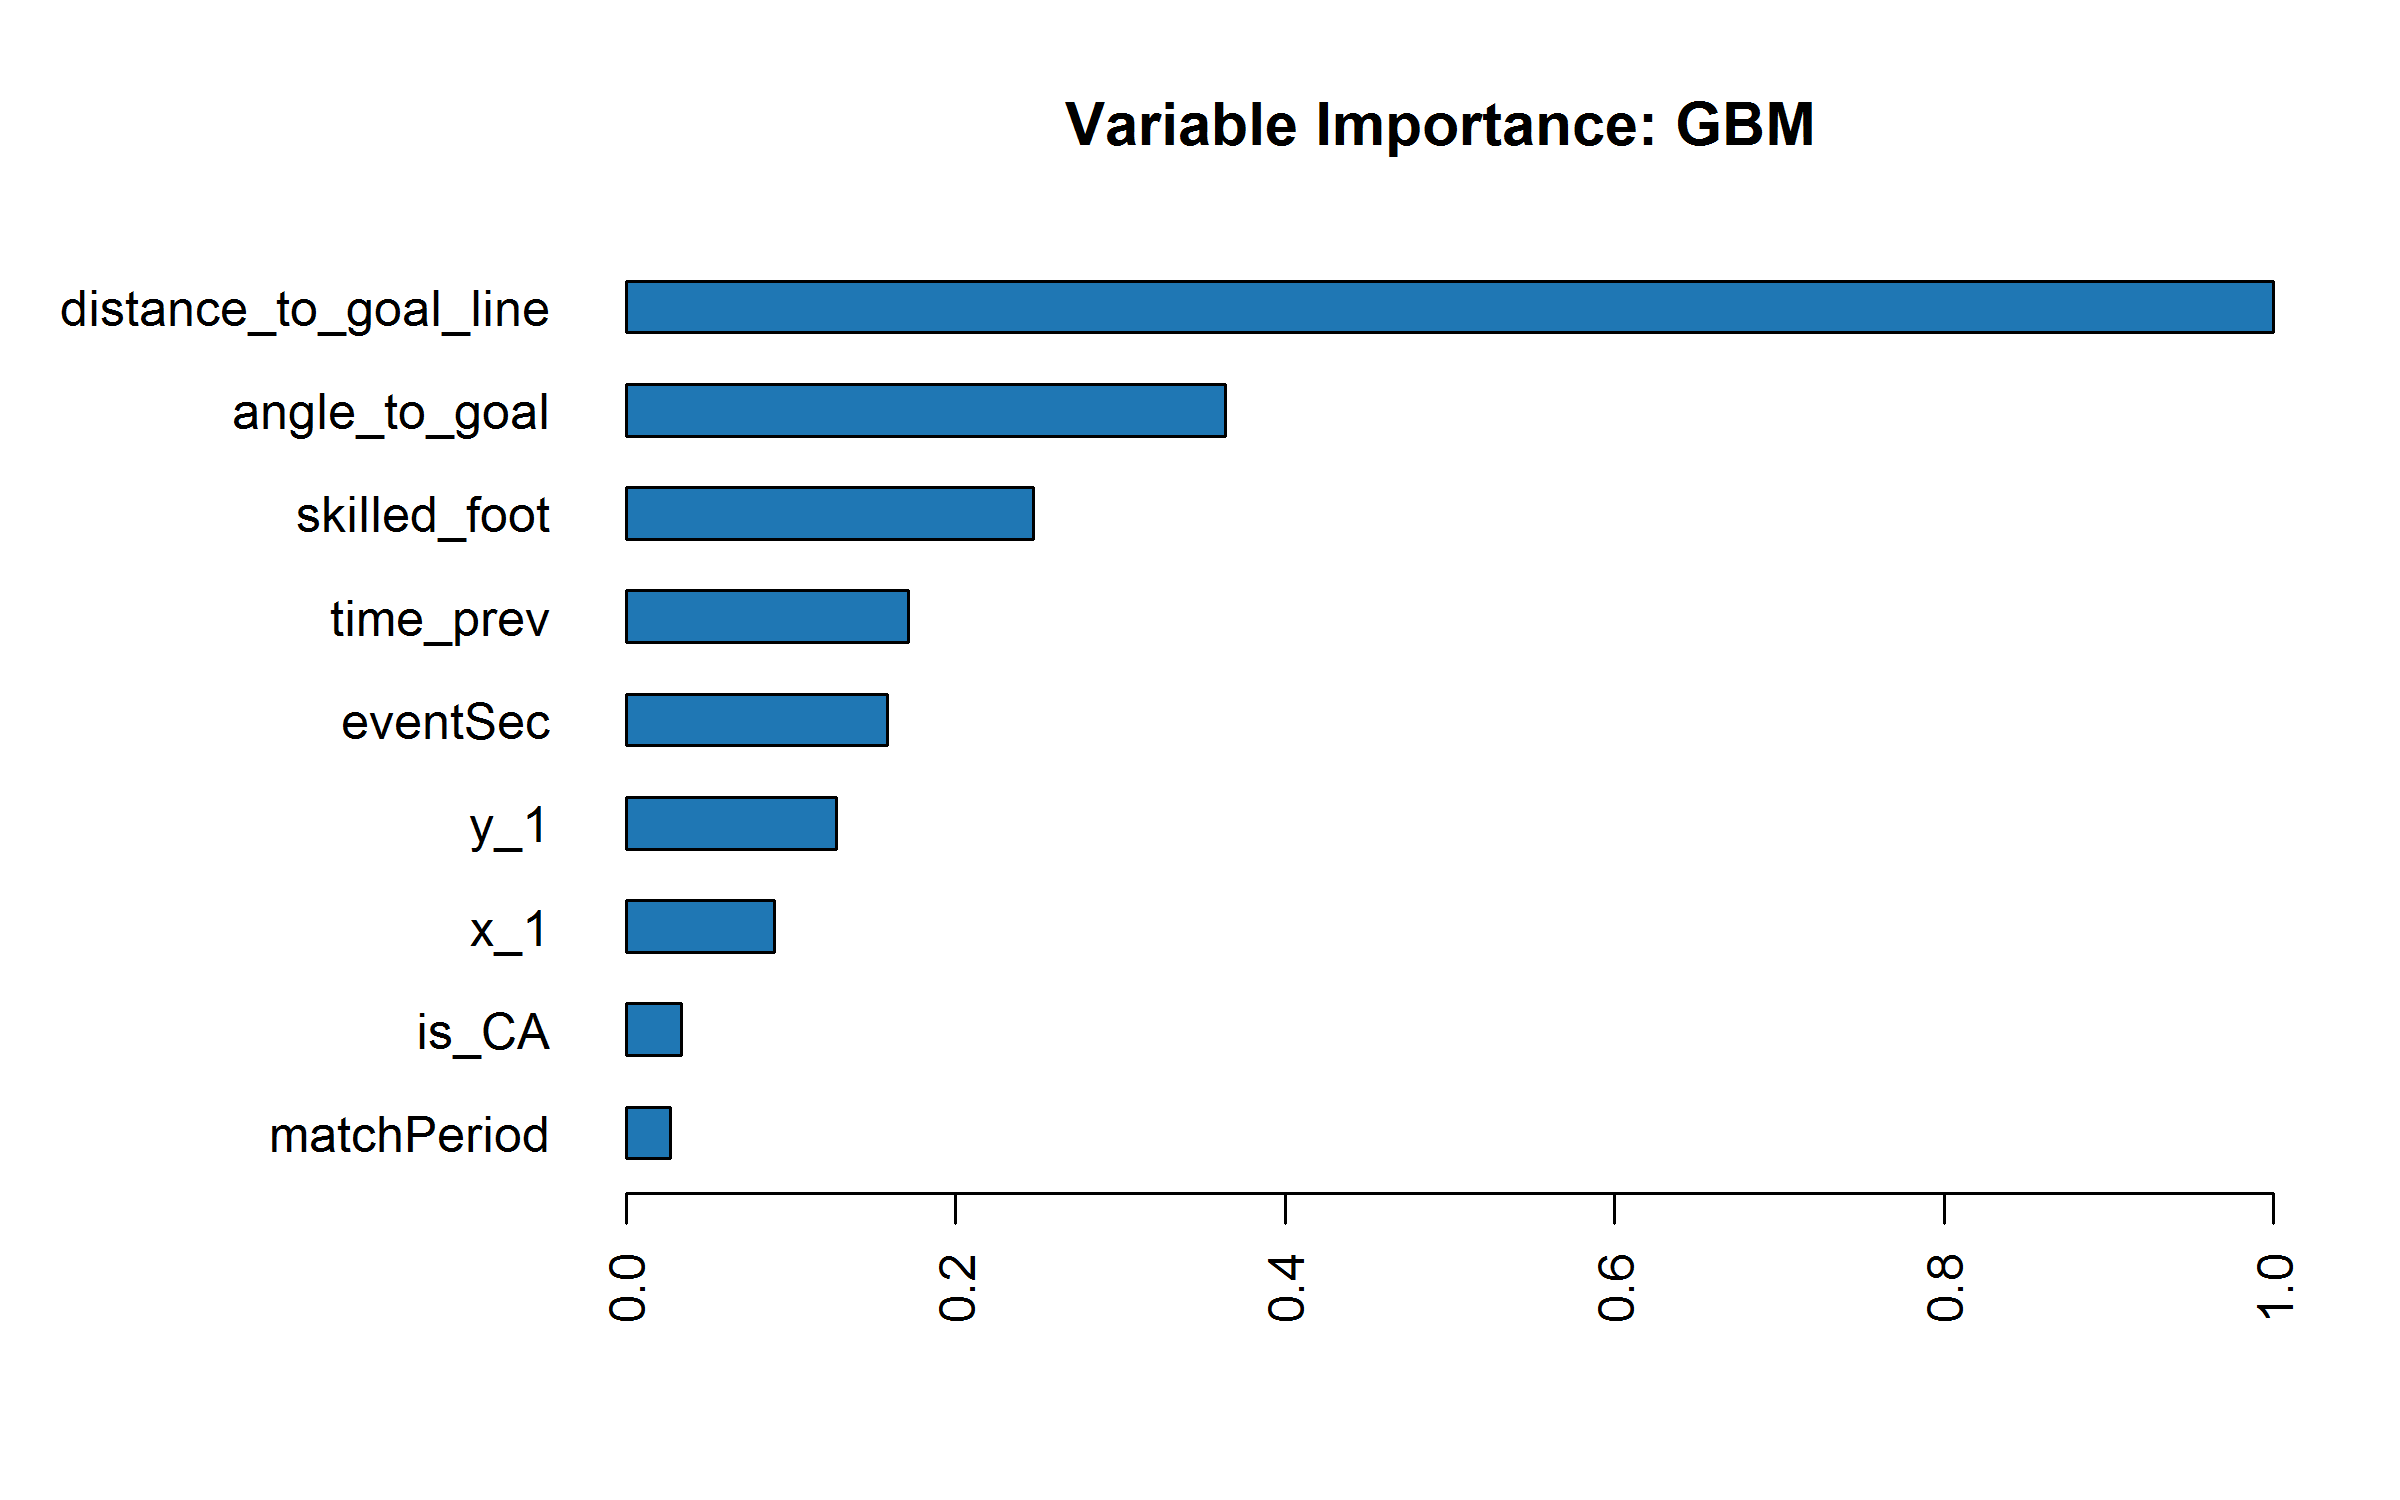 Variable Importance: GBM
distance_to_goal_line
angle_to_goal
skilled_foot
time_prev
eventSec
y_1
x_1
is_CA
matchPeriod
0.0
0.2
0.4
0.6
0.8
1.0